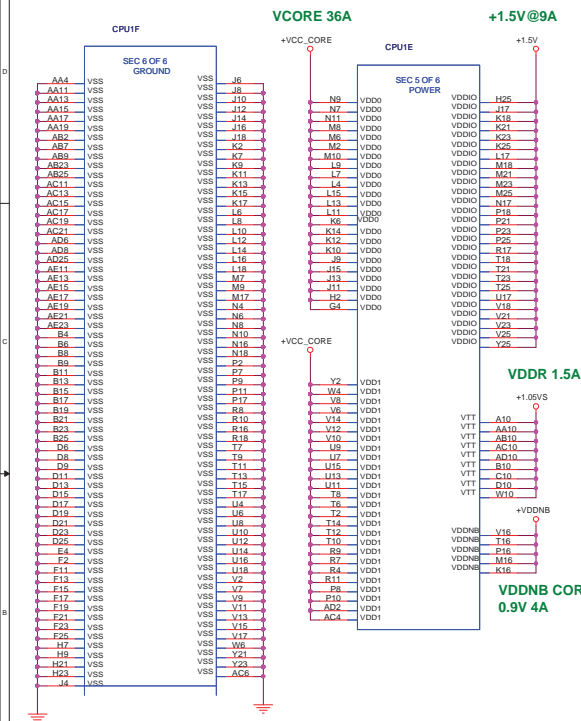 VCORE 36A
+1.5V@9A
CPU1F
CPU1E
+VCC_CORE
+1.5V
SEC 6 OF 6
GROUND
SEC 5 OF 6
POWER
D
C
B
AA4 VSS
AA11 VSS
AA13 VSS
AA15 VSS
AA17 VSS
AA19 VSS
AB2 VSS
AB7 VSS
AB9 VSS
AB23 VSS
AB25 VSS
AC11 VSS
AC13 VSS
AC15 VSS
AC17 VSS
AC19 VSS
AC21 VSS
AD6 VSS
AD8 VSS
AD25 VSS
AE11 VSS
AE13 VSS
AE15 VSS
AE17 VSS
AE19 VSS
AE21 VSS
AE23 VSS
B4 VSS
B6 VSS
B8 VSS
B9 VSS
B11 VSS
B13 VSS
B15 VSS
B17 VSS
B19 VSS
B21 VSS
B23 VSS
B25 VSS
D6 VSS
D8 VSS
D9 VSS
D11 VSS
D13 VSS
D15 VSS
D17 VSS
D19 VSS
D21 VSS
D23 VSS
D25 VSS
E4 VSS
F2 VSS
F11 VSS
F13 VSS
F15 VSS
F17 VSS
F19 VSS
F21 VSS
F23 VSS
F25 VSS
H7 VSS
H9 VSS
H21 VSS
H23 VSS
J4 VSS
VSS J6
VSS J8
VSS J10
VSS J12
VSS J14
VSS J16
VSS J18
VSS K2
VSS K7
VSS K9
VSS K11
VSS K13
VSS K15
VSS K17
VSS L6
VSS L8
VSS L10
VSS L12
VSS L14
VSS L16
VSS L18
VSS M7
VSS M9
VSS M17
VSS N4
VSS N6
VSS N8
VSS N10
VSS N16
VSS N18
VSS P2
VSS P7
VSS P9
VSS P11
VSS P17
VSS R8
VSS R10
VSS R16
VSS R18
VSS T7
VSS T9
VSS T11
VSS T13
VSS T15
VSS T17
VSS U4
VSS U6
VSS U8
VSS U10
VSS U12
VSS U14
VSS U16
VSS U18
VSS V2
VSS V7
VSS V9
VSS V11
VSS V13
VSS V15
VSS V17
VSS W6
VSS Y21
VSS Y23
VSS AC6
N9 VDD0
N7 VDD0
N11 VDD0
M8 VDD0
M6 VDD0
M2 VDD0
M10 VDD0
L9 VDD0
L7 VDD0
L4 VDD0
L15 VDD0
L13 VDD0
L11 VDD0
K6 VDD0
K14 VDD0
K12 VDD0
K10 VDD0
J9 VDD0
J15 VDD0
J13 VDD0
J11 VDD0
H2 VDD0
G4 VDD0
+VCC_CORE
Y2 VDD1
W4 VDD1
V8 VDD1
V6 VDD1
V14 VDD1
V12 VDD1
V10 VDD1
U9 VDD1
U7 VDD1
U15 VDD1
U13 VDD1
U11 VDD1
T8 VDD1
T6 VDD1
T2 VDD1
T14 VDD1
T12 VDD1
T10 VDD1
R9 VDD1
R7 VDD1
R4 VDD1
R11 VDD1
P8 VDD1
P10 VDD1
AD2 VDD1
AC4 VDD1
VDDIO H25
VDDIO J17
VDDIO K18
VDDIO K21
VDDIO K23
VDDIO K25
VDDIO L17
VDDIO M18
VDDIO M21
VDDIO M23
VDDIO M25
VDDIO N17
VDDIO P18
VDDIO P21
VDDIO P23
VDDIO P25
VDDIO R17
VDDIO T18
VDDIO T21
VDDIO T23
VDDIO T25
VDDIO U17
VDDIO V18
VDDIO V21
VDDIO V23
VDDIO V25
VDDIO Y25
VDDR 1.5A
+1.05VS
VTT A10
VTT AA10
VTT AB10
VTT AC10
VTT AD10
VTT B10
VTT C10
VTT D10
VTT W10
+VDDNB
VDDNB V16
VDDNB T16
VDDNB P16
VDDNB M16
VDDNB K16
VDDNB COR
0.9V 4A